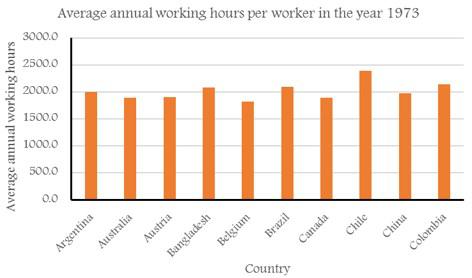 Average annual working hours per worker in the year 1973
Average annual working hours
3000.0
2500.0
2000.0
1500.0
1000.0
500.0
0.0
Argentina
Australia
Austria
Bangladesh
Belgium
Brazil
Canada
Chile
China
Colombia
Country